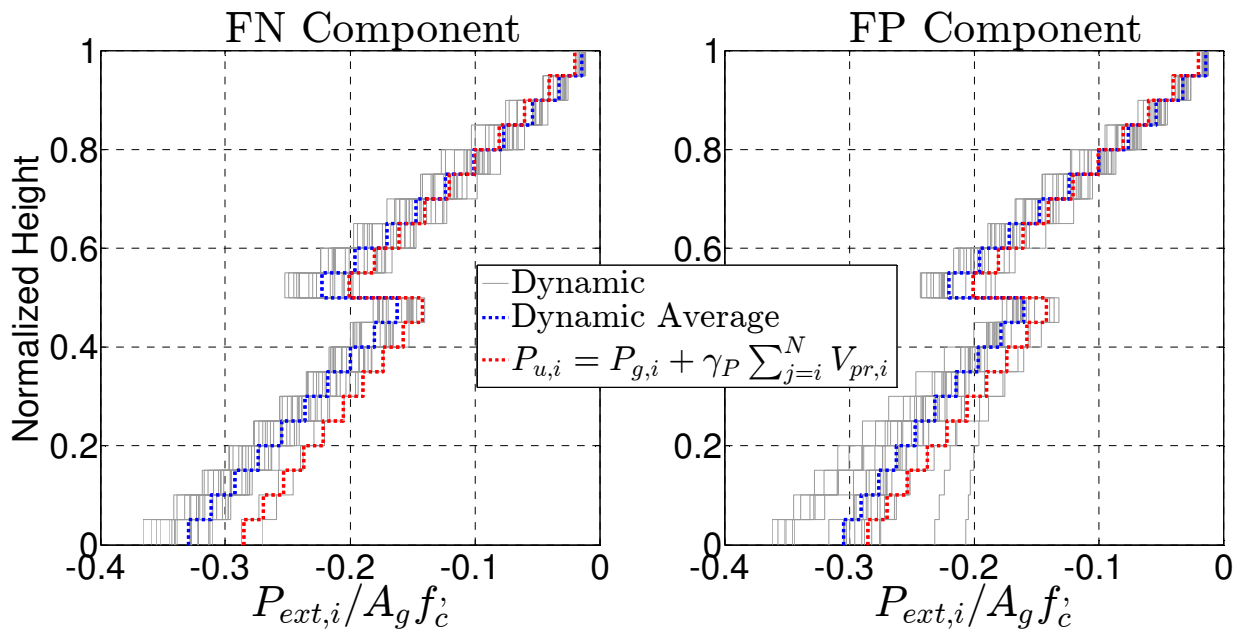 FN Component
FP Component
Normalized Height
1
0.8
0.6
0.4
0.2
0
-0.4 -0.3 -0.2 -0.1 0
P_{ext,i}/A_g f_c^,
1
0.8
0.6
0.4
0.2
0
-0.4 -0.3 -0.2 -0.1 0
P_{ext,i}/A_g f_c^,
Dynamic
Dynamic Average
P_{u,i} = P_{g,i} + γ_P ∑_{j=i}^{N} V_{pr,i}